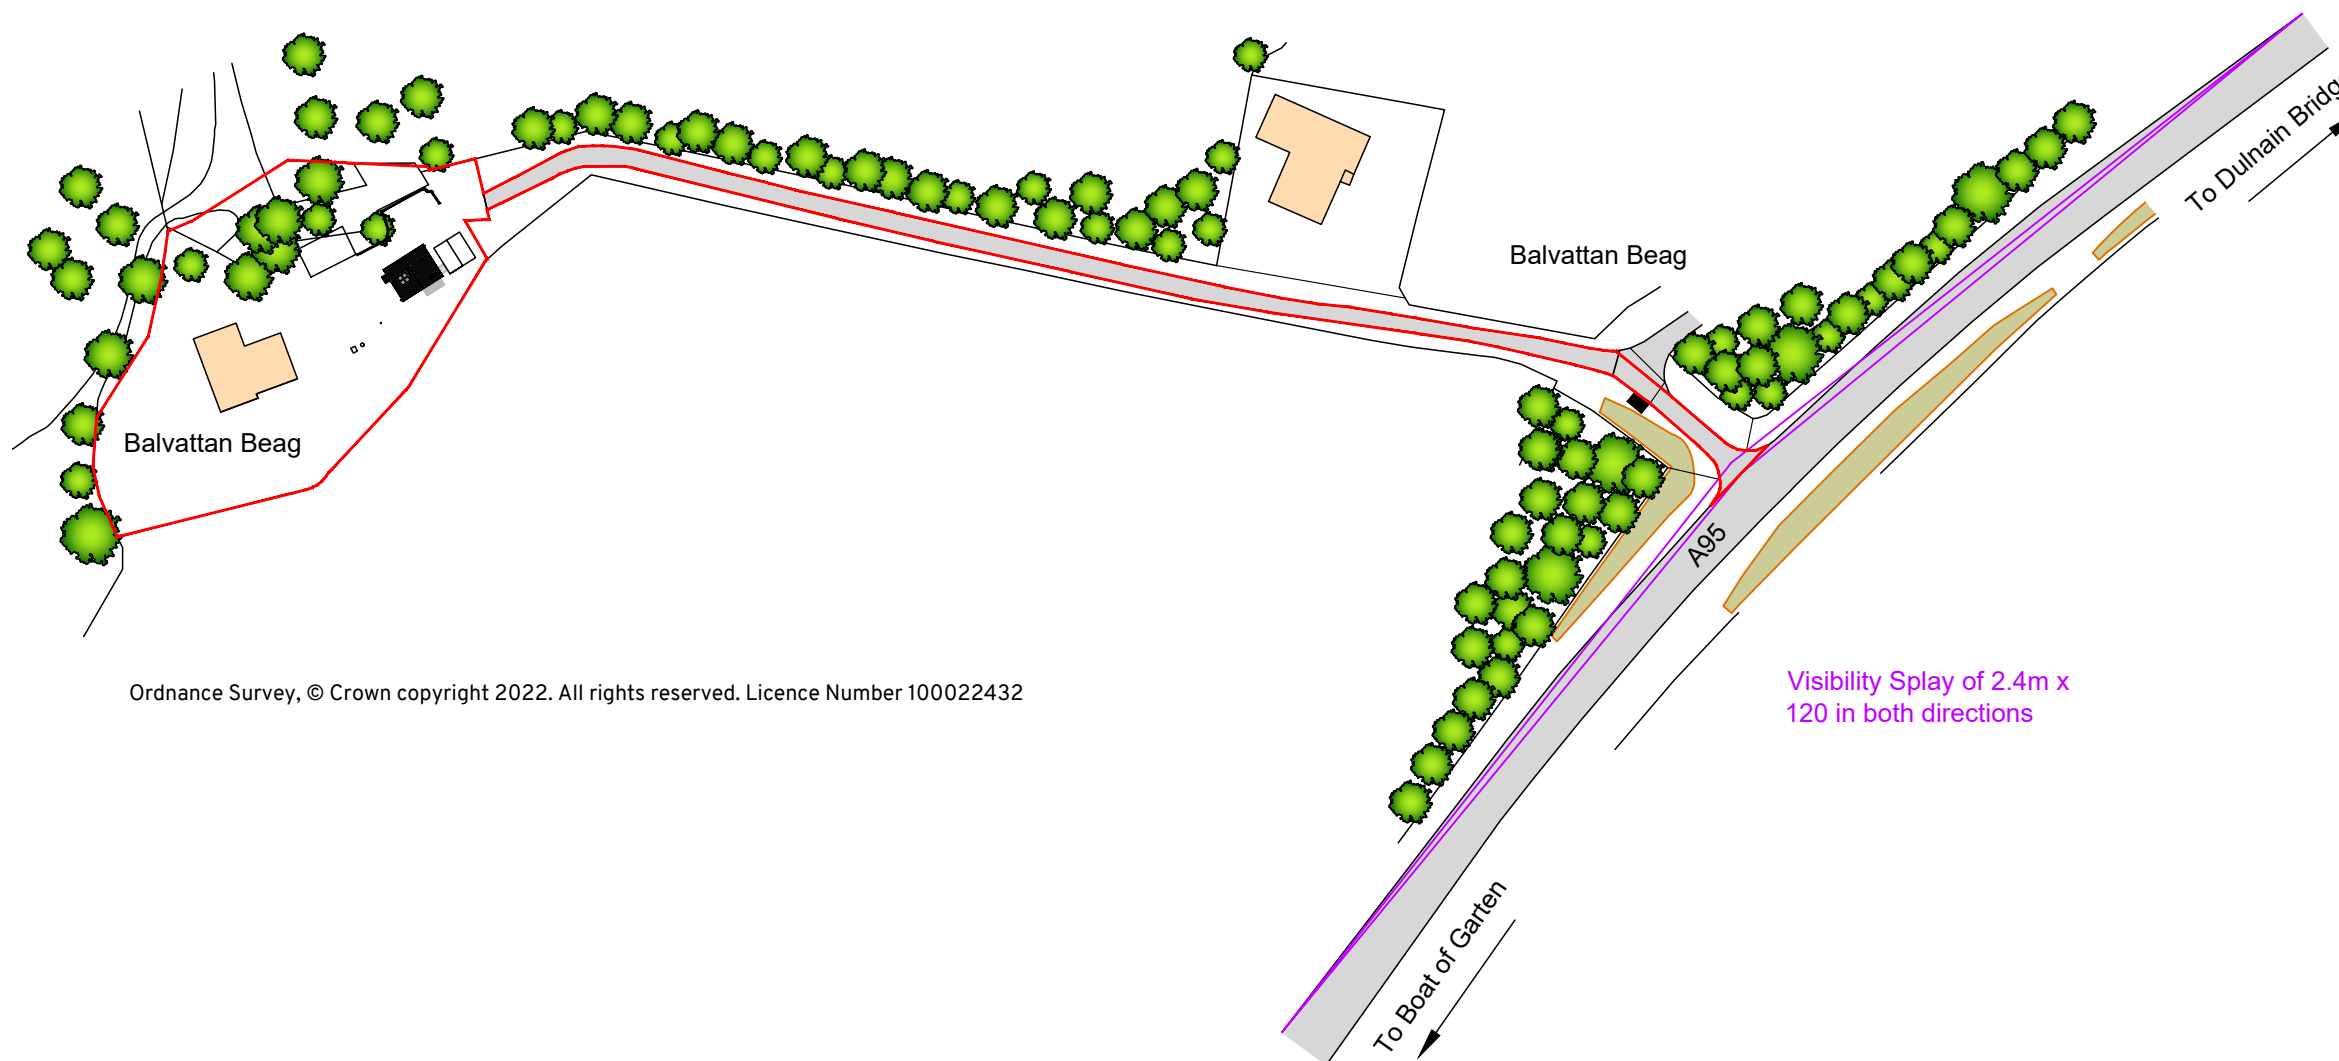 To Dulnain Bridg
Balvattan Beag
Balvattan Beag
A95
Ordnance Survey, © Crown copyright 2022. All rights reserved. Licence Number 100022432
Visibility Splay of 2.4m x
120 in both directions
To Boat of Garten